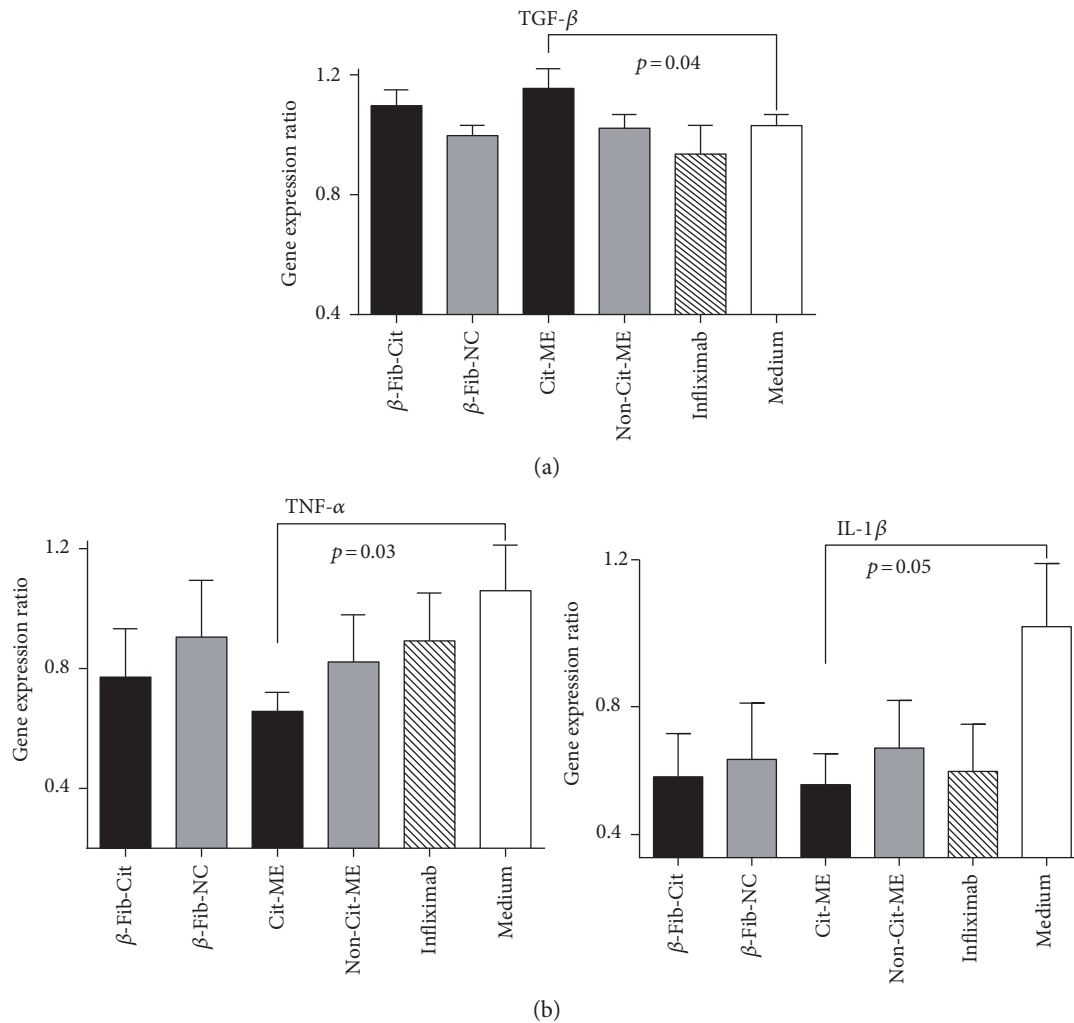 TGF-β
p = 0.04
1.2
0.8
0.4
Gene expression ratio
β-Fib-Cit
β-Fib-NC
Cit-ME
Non-Cit-ME
Infliximab
Medium
(a)
TNF-α
p = 0.03
1.2
0.8
0.4
Gene expression ratio
β-Fib-Cit
β-Fib-NC
Cit-ME
Non-Cit-ME
Infliximab
Medium
IL-1β
p = 0.05
1.2
0.8
0.4
Gene expression ratio
β-Fib-Cit
β-Fib-NC
Cit-ME
Non-Cit-ME
Infliximab
Medium
(b)